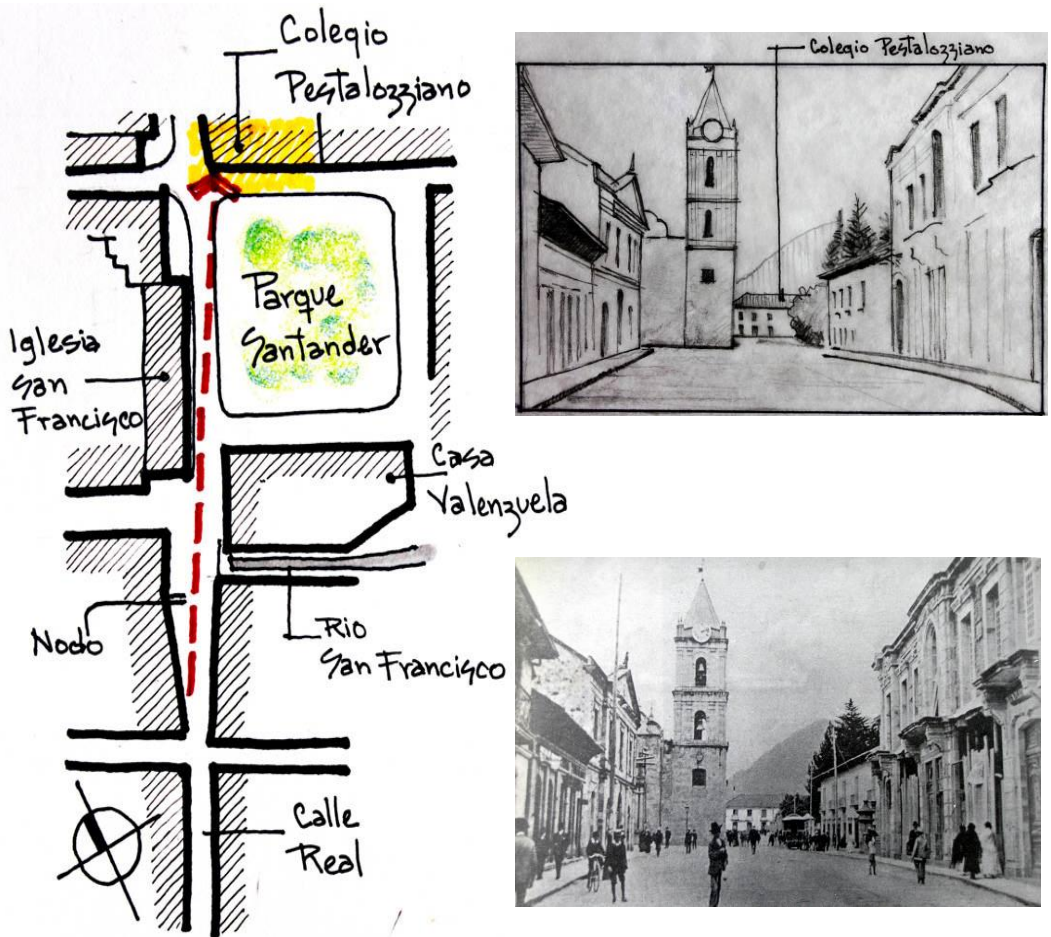 Colegio
Pestalozziano
Parque
Santander
Iglesia
San
Francisco
Casa
Valenzuela
Nodo
Rio
San Francisco
Calle
Real
Colegio Pestalozziano